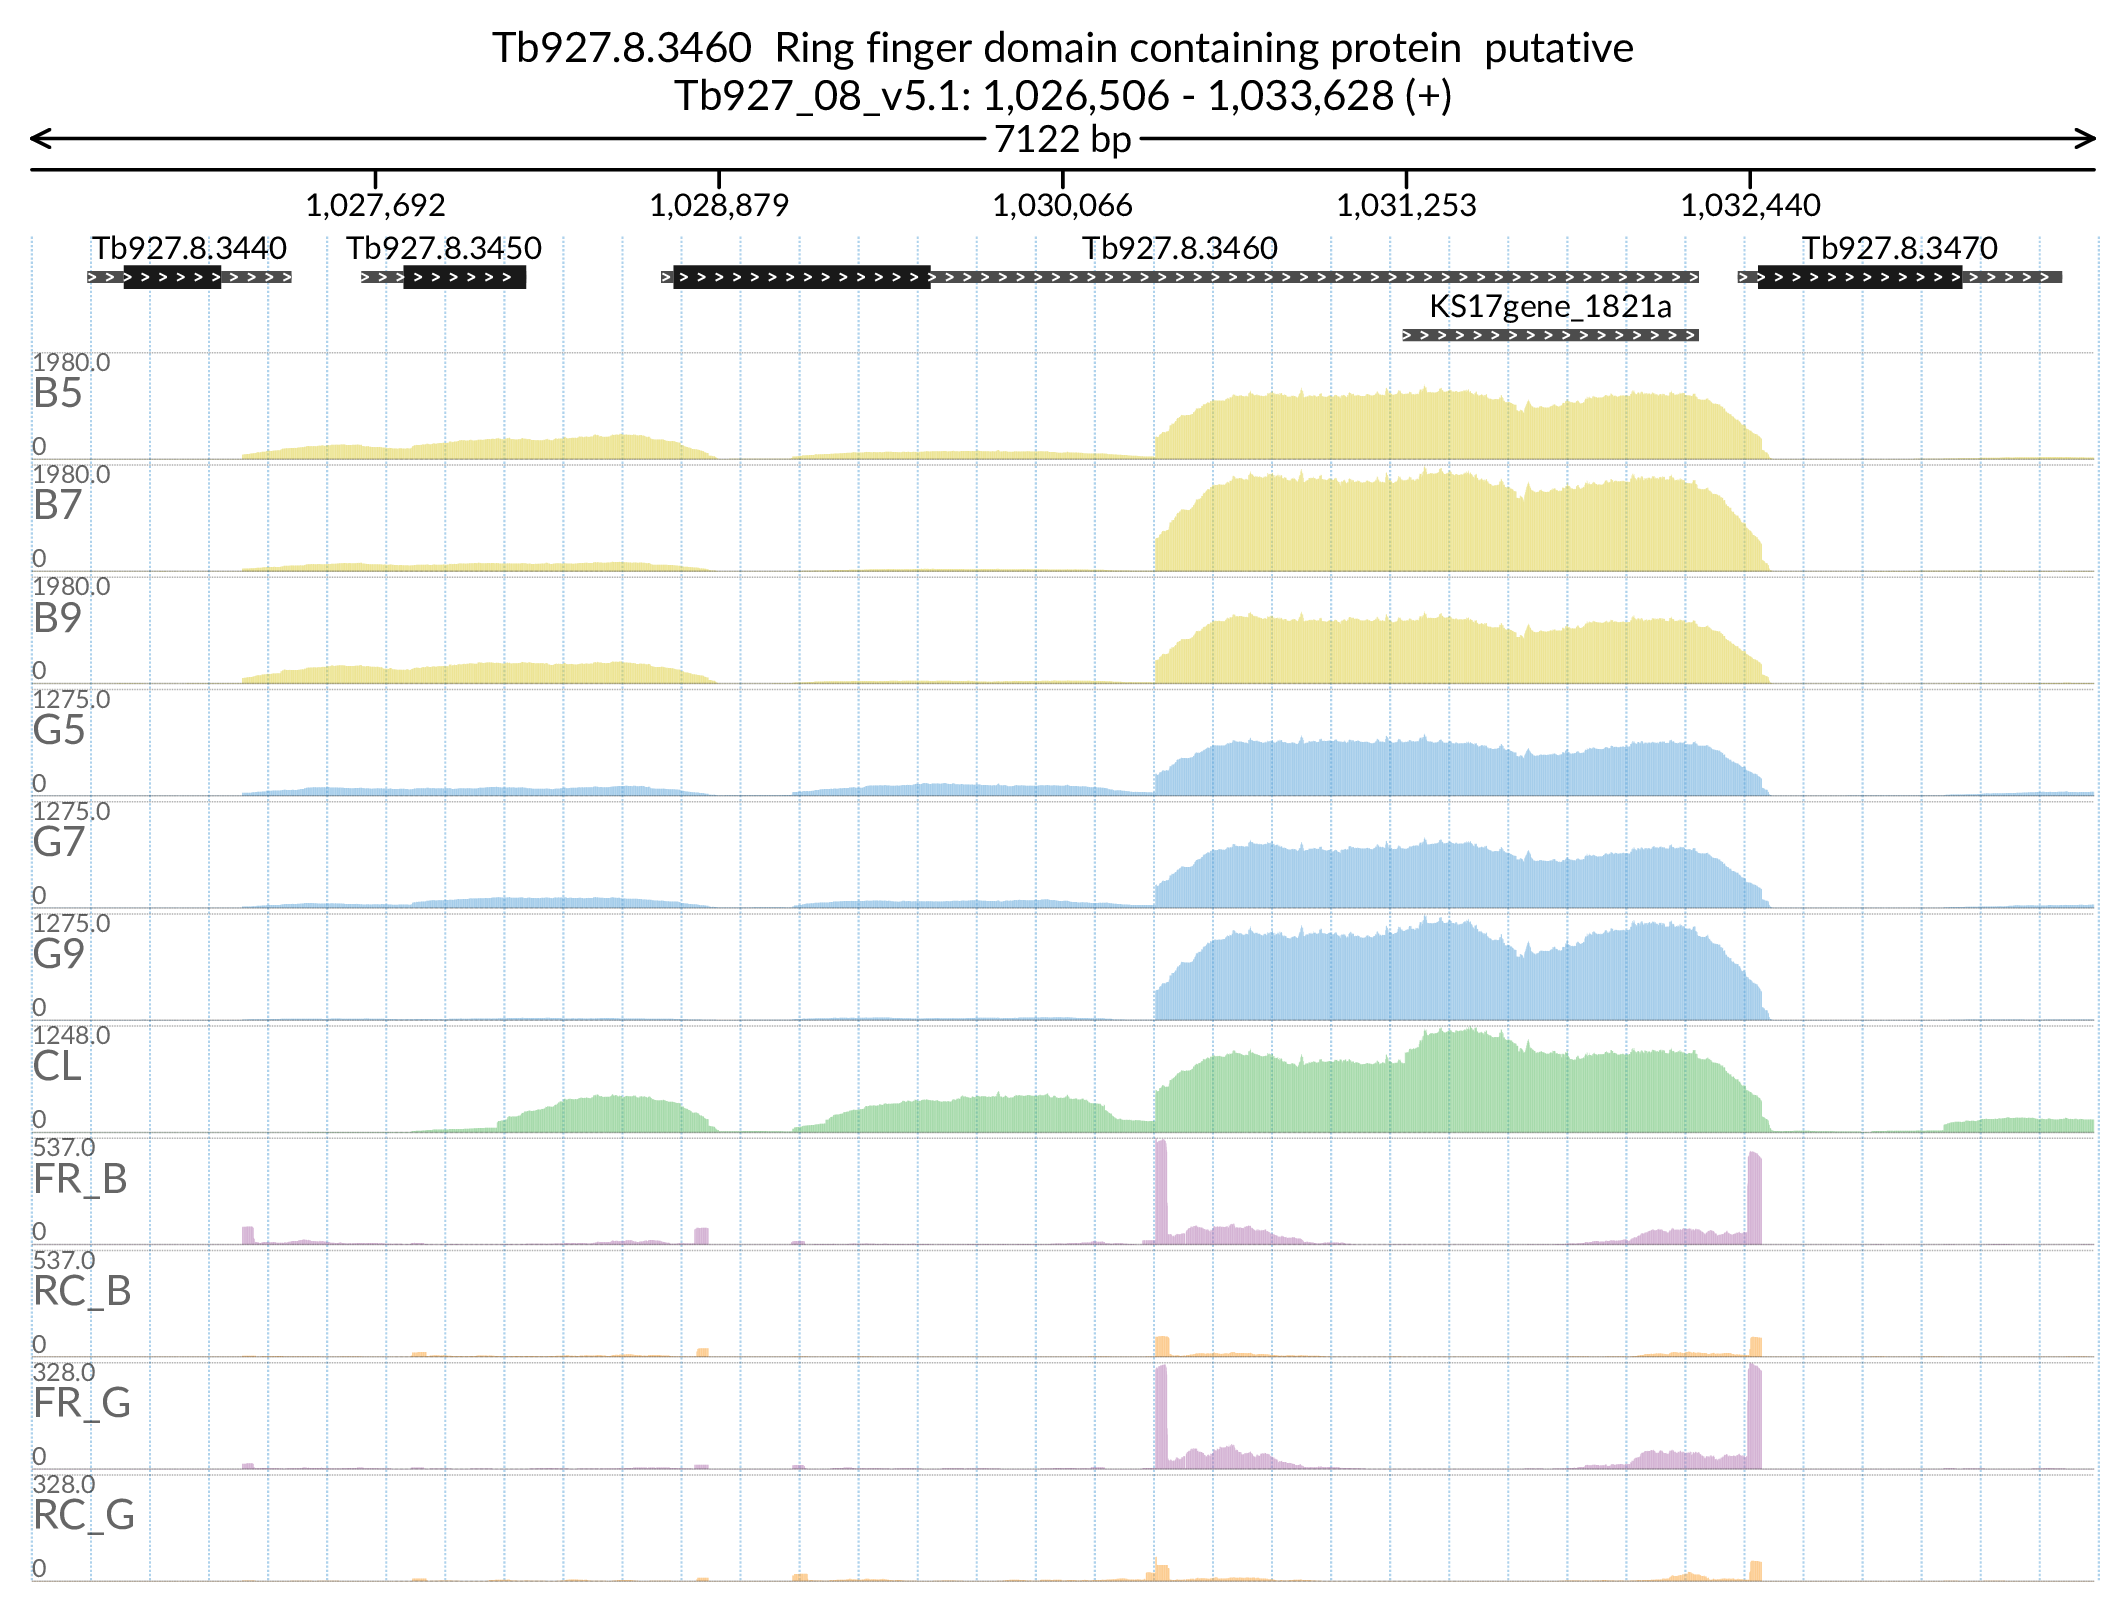 Tb927.8.3460  Ring finger domain containing protein  putative
Tb927_08_v5.1: 1,026,506 - 1,033,628 (+)
7122 bp
1,027,692 1,028,879 1,030,066 1,031,253 1,032,440
Tb927.8.3440 Tb927.8.3450 Tb927.8.3460 Tb927.8.3470
KS17gene_1821a
1980.0
B5
0
1980.0
B7
0
1980.0
B9
0
1275.0
G5
0
1275.0
G7
0
1275.0
G9
0
1248.0
CL
0
537.0
FR_B
0
537.0
RC_B
0
328.0
FR_G
0
328.0
RC_G
0